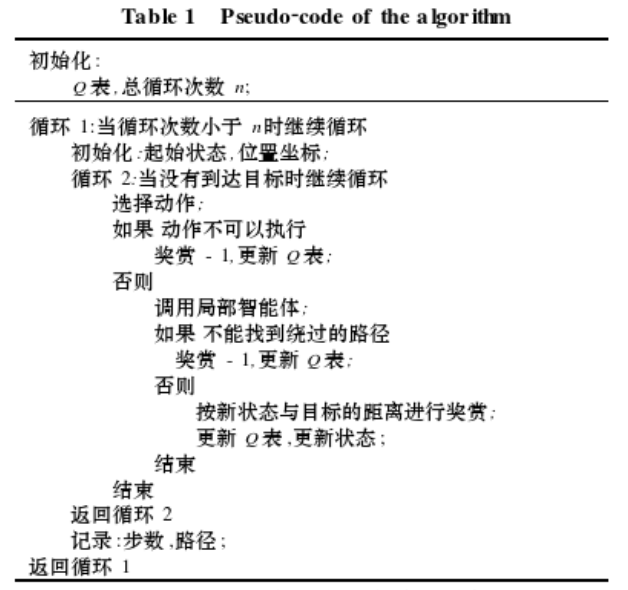 Table 1 Pseudo-code of the algorithm
初始化:
Q表,总循环次数 n;
循环 1:当循环次数小于 n时继续循环
初始化:起始状态,位置坐标;
循环 2:当没有到达目标时继续循环
选择动作;
如果 动作不可以执行
奖赏 - 1,更新 Q表;
否则
调用局部智能体;
如果 不能找到绕过的路径
奖赏 - 1,更新 Q表;
否则
按新状态与目标的距离进行奖赏;
更新 Q表,更新状态;
结束
结束
返回循环 2
记录:步数,路径;
返回循环 1